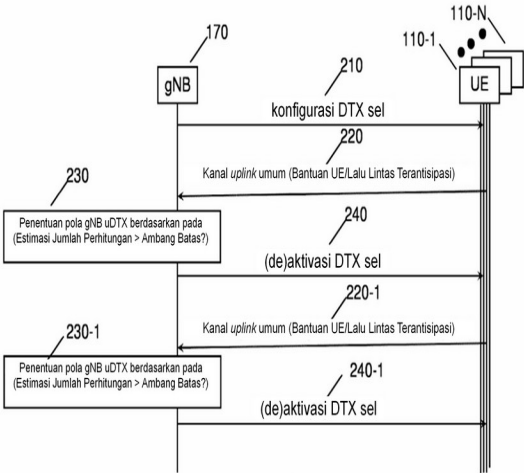 110-N
170
110-1
gNB
UE
210
konfigurasi DTX sel
220
Kanal uplink umum (Bantuan UE/Lalu Lintas Terantisipasi)
230
Penentuan pola gNB uDTX berdasarkan pada
(Estimasi Jumlah Perhitungan > Ambang Batas?)
240
(de)aktivasi DTX sel
220-1
Kanal uplink umum (Bantuan UE/Lalu Lintas Terantisipasi)
230-1
Penentuan pola gNB uDTX berdasarkan pada
(Estimasi Jumlah Perhitungan > Ambang Batas?)
240-1
(de)aktivasi DTX sel